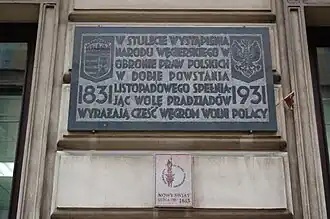 W STULECIE WYSTĄPIENIA
NARODU WĘGIERSKIEGO W
OBRONIE PRAW POLSKICH
W DOBIE POWSTANIA
LISTOPADOWEGO SPEŁNIA-
1831 JĄC WOLĘ PRADZIADÓW 1931
WYRAŻAJĄ CZEŚĆ WĘGROM WOLNI POLACY
NOWY ŚWIAT